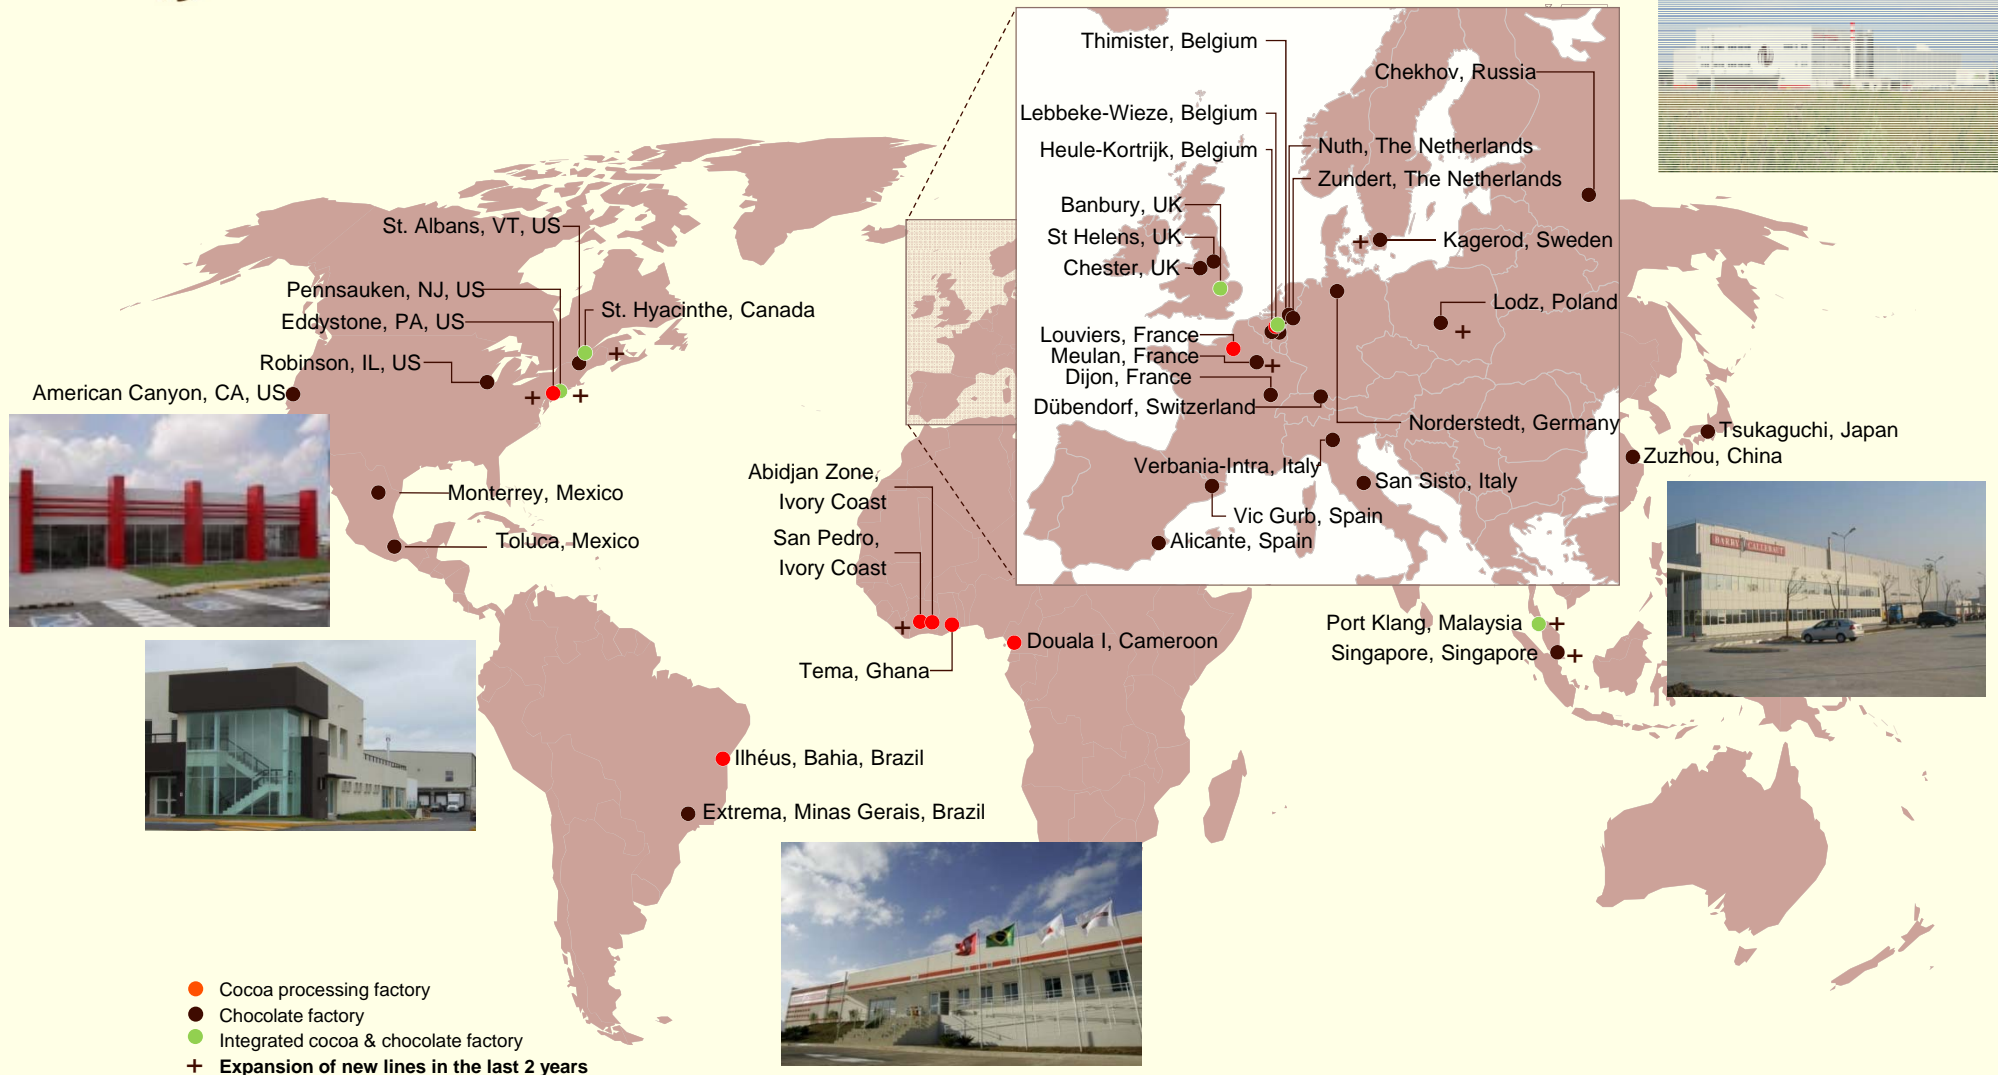 Thimister, Belgium
Chekhov, Russia
Lebbeke-Wieze, Belgium
Heule-Kortrijk, Belgium
Nuth, The Netherlands
Zundert, The Netherlands
Banbury, UK
St Helens, UK
Chester, UK
Kagerod, Sweden
Lodz, Poland
Louviers, France
Meulan, France
Dijon, France
Dübendorf, Switzerland
Norderstedt, Germany
Verbania-Intra, Italy
San Sisto, Italy
Vic Gurb, Spain
Alicante, Spain
St. Albans, VT, US
Pennsauken, NJ, US
St. Hyacinthe, Canada
Eddystone, PA, US
Robinson, IL, US
American Canyon, CA, US
Monterrey, Mexico
Toluca, Mexico
Abidjan Zone,
Ivory Coast
San Pedro,
Ivory Coast
Tema, Ghana
Douala I, Cameroon
Tsukaguchi, Japan
Zuzhou, China
BARRY CALLEBAUT
Port Klang, Malaysia
Singapore, Singapore
Ilhéus, Bahia, Brazil
Extrema, Minas Gerais, Brazil
Cocoa processing factory
Chocolate factory
Integrated cocoa & chocolate factory
+ Expansion of new lines in the last 2 years